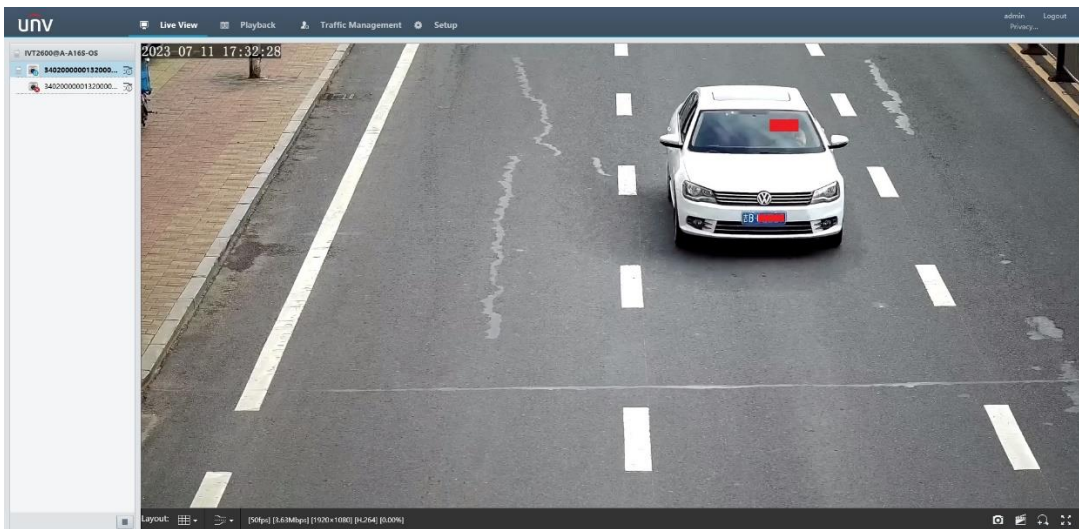 unv
Live View
Playback
Traffic Management
Setup
admin
Logout
Privacy...
IVT2600@A-A16S-OS
3402000000132000...
3402000001320000...
2023-07-11 17:32:28
Layout:
[50fps] [3.63Mbps] [1920×1080] [H.264] [0.00%]